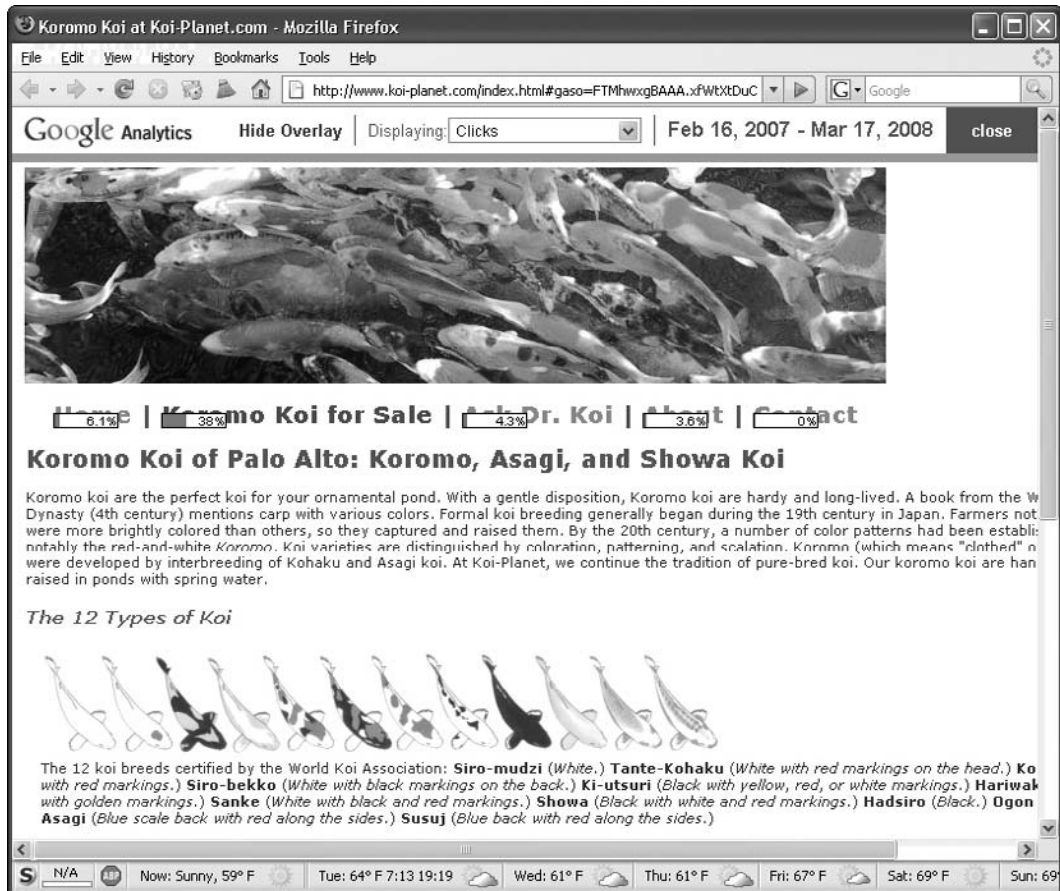 Koromo Koi at Koi-Planet.com - Mozilla Firefox
File Edit View History Bookmarks Tools Help
http://www.koi-planet.com/index.html#gaso=FTMhwxgBAAA.xfWtXtDuC G Google
Google Analytics Hide Overlay Displaying: Clicks Feb 16, 2007 - Mar 17, 2008 close
Home | Koromo Koi for Sale | Ask Dr. Koi | About | Contact
6.1% 38% 4.3% 3.6% 0%
Koromo Koi of Palo Alto: Koromo, Asagi, and Showa Koi
Koromo koi are the perfect koi for your ornamental pond. With a gentle disposition, Koromo koi are hardy and long-lived. A book from the W
Dynasty (4th century) mentions carp with various colors. Formal koi breeding generally began during the 19th century in Japan. Farmers not
were more brightly colored than others, so they captured and raised them. By the 20th century, a number of color patterns had been establis
notably the red-and-white Koromo. Koi varieties are distinguished by coloration, patterning, and scalation. Koromo (which means "clothed" o
were developed by interbreeding of Kohaku and Asagi koi. At Koi-Planet, we continue the tradition of pure-bred koi. Our koromo koi are han
raised in ponds with spring water.
The 12 Types of Koi
The 12 koi breeds certified by the World Koi Association: Siro-mudzi (White.) Tante-Kohaku (White with red markings on the head.) Ko
with red markings.) Siro-bekko (White with black markings on the back.) Ki-utsuri (Black with yellow, red, or white markings.) Hariwak
with golden markings.) Sanke (White with black and red markings.) Showa (Black with white and red markings.) Hadsiro (Black.) Ogon
Asagi (Blue scale back with red along the sides.) Susuj (Blue back with red along the sides.)
S N/A ABP Now: Sunny, 59° F Tue: 64° F 7:13 19:19 Wed: 61° F Thu: 61° F Fri: 67° F Sat: 69° F Sun: 69